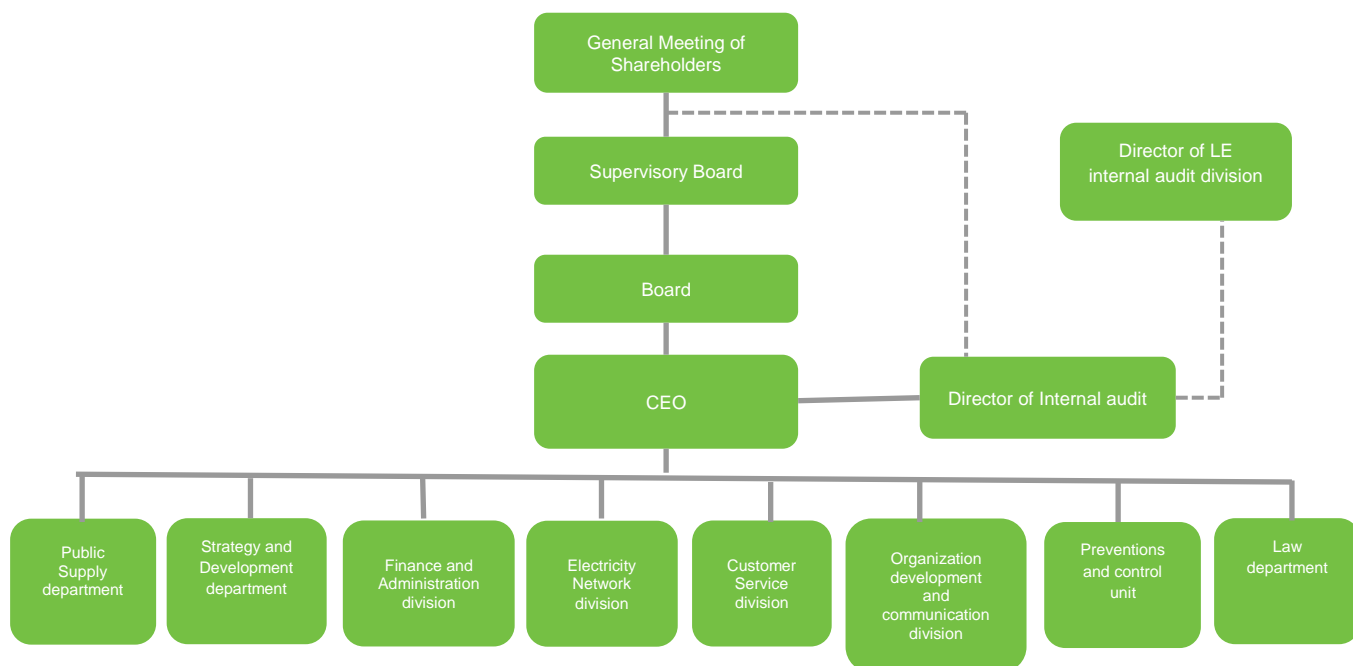 General Meeting of
Shareholders
Supervisory Board
Director of LE
internal audit division
Board
CEO
Director of Internal audit
Public
Supply
department
Strategy and
Development
department
Finance and
Administration
division
Electricity
Network
division
Customer
Service
division
Organization
development
and
communication
division
Preventions
and control
unit
Law
department